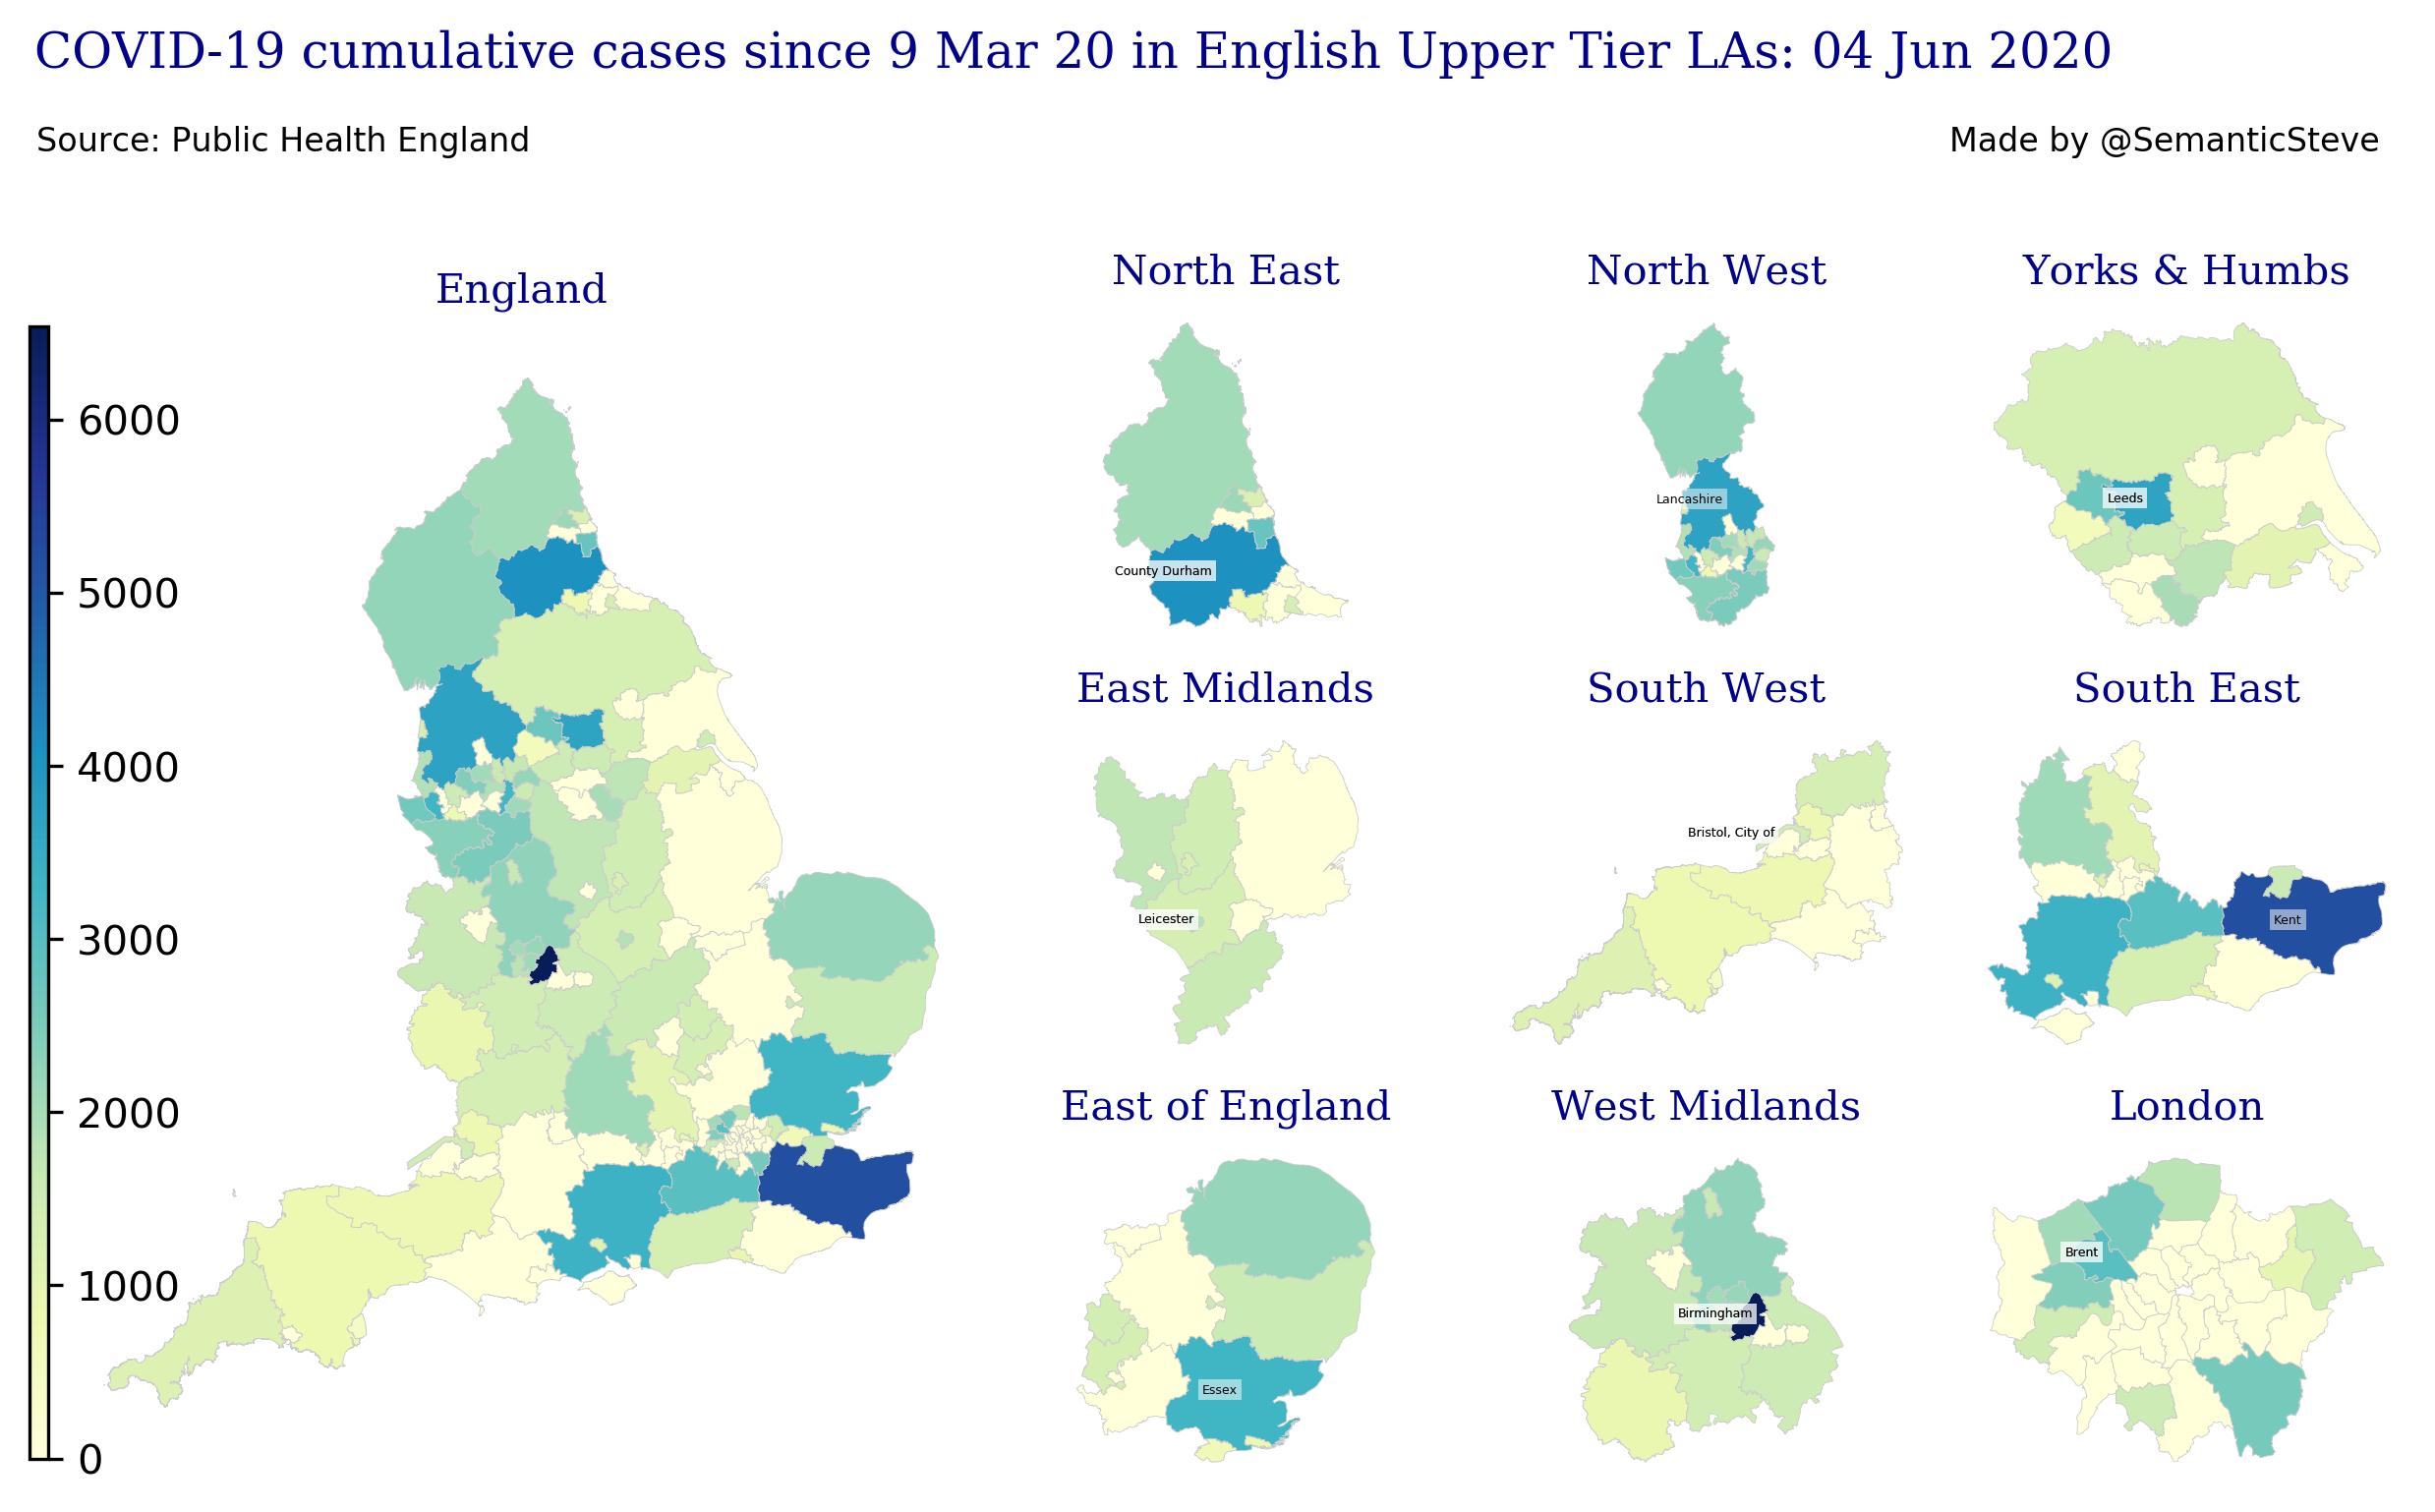 COVID-19 cumulative cases since 9 Mar 20 in English Upper Tier LAs: 04 Jun 2020
Source: Public Health England
Made by @SemanticSteve
England
6000
5000
4000
3000
2000
1000
0
North East
County Durham
North West
Lancashire
Yorks & Humbs
Leeds
East Midlands
Leicester
South West
Bristol, City of
South East
Kent
East of England
Essex
West Midlands
Birmingham
London
Brent